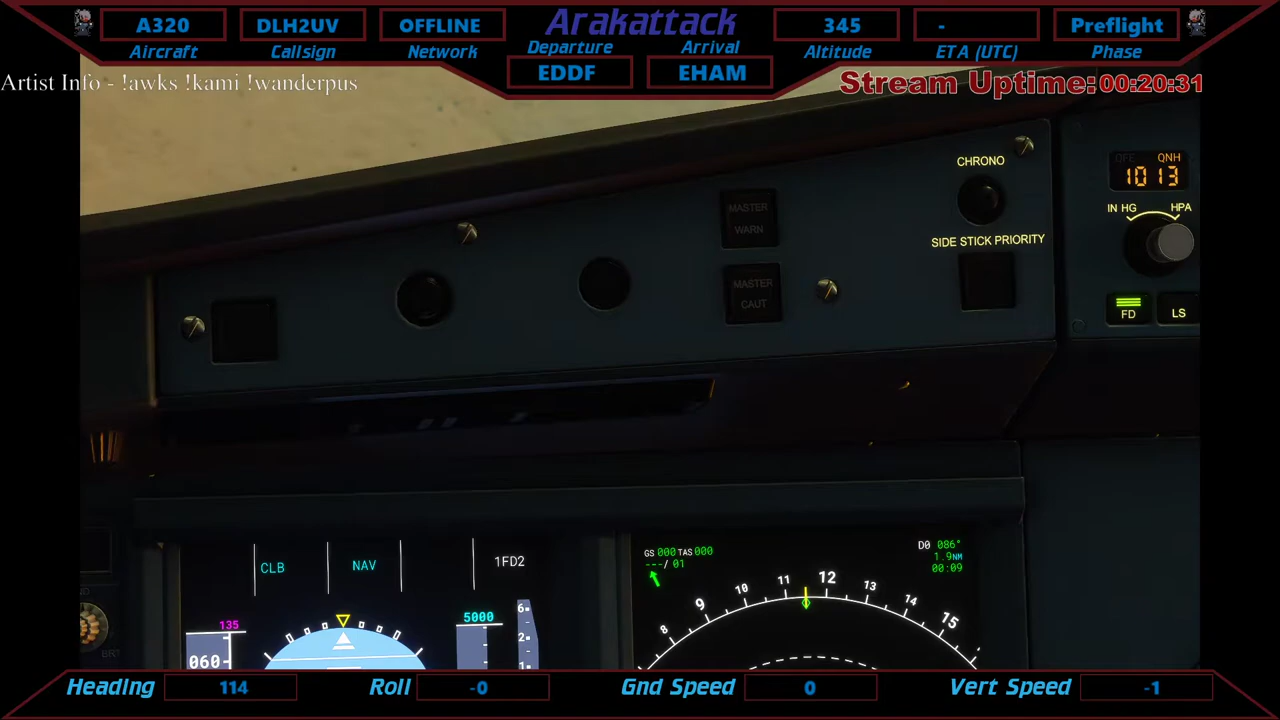 A320 DLH2UV OFFLINE Arakattack 345 - Preflight
Aircraft Callsign Network Departure Arrival Altitude ETA (UTC) Phase
EDDF EHAM
Artist Info - !awks !kami !wanderpus
Stream Uptime: 00:20:31
CHRONO
QFE QNH
1013
MASTER
WARN
IN HG HPA
SIDE STICK PRIORITY
MASTER
CAUT
FD LS
CLB NAV 1FD2
GS 000 TAS 000
---/ 01
D0 086°
1.9NM
00:09
135 5000
060
6
2
1
8 9 10 11 12 13 14 15
Heading 114 Roll -0 Gnd Speed 0 Vert Speed -1